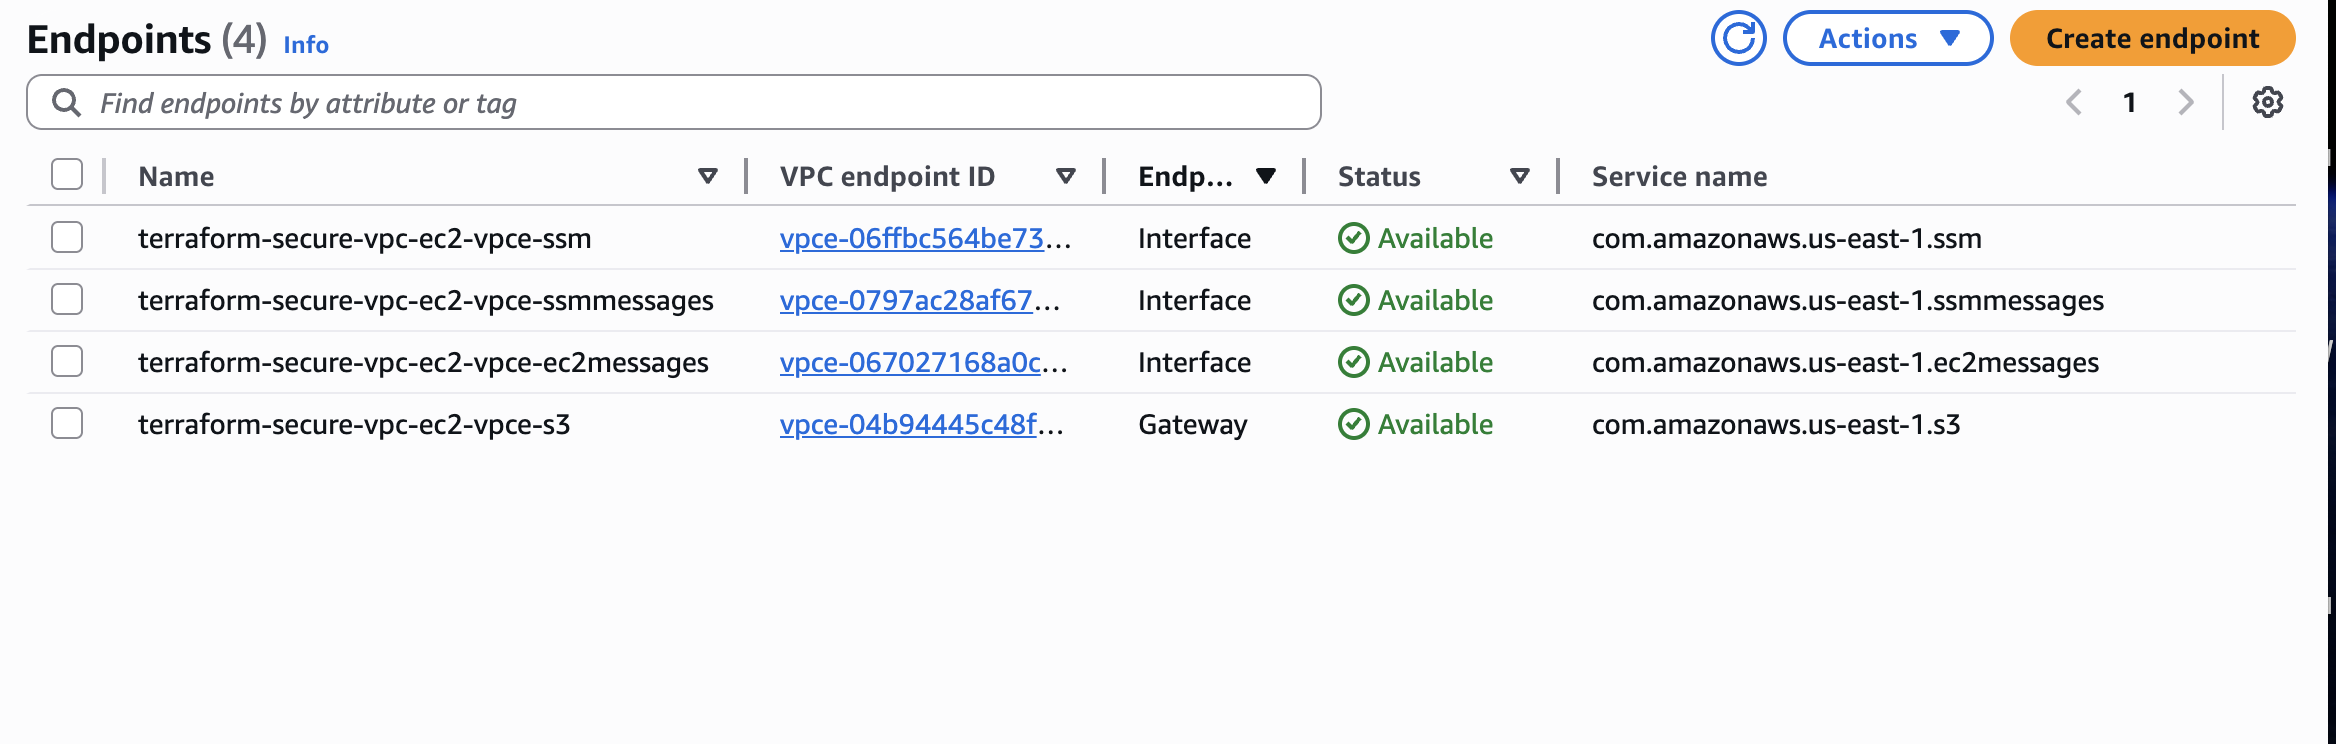 Endpoints (4) Info
Actions
Create endpoint
Find endpoints by attribute or tag
1
Name VPC endpoint ID Endp... Status Service name
terraform-secure-vpc-ec2-vpce-ssm vpce-06ffbc564be73... Interface Available com.amazonaws.us-east-1.ssm
terraform-secure-vpc-ec2-vpce-ssmmessages vpce-0797ac28af67... Interface Available com.amazonaws.us-east-1.ssmmessages
terraform-secure-vpc-ec2-vpce-ec2messages vpce-067027168a0c... Interface Available com.amazonaws.us-east-1.ec2messages
terraform-secure-vpc-ec2-vpce-s3 vpce-04b94445c48f... Gateway Available com.amazonaws.us-east-1.s3